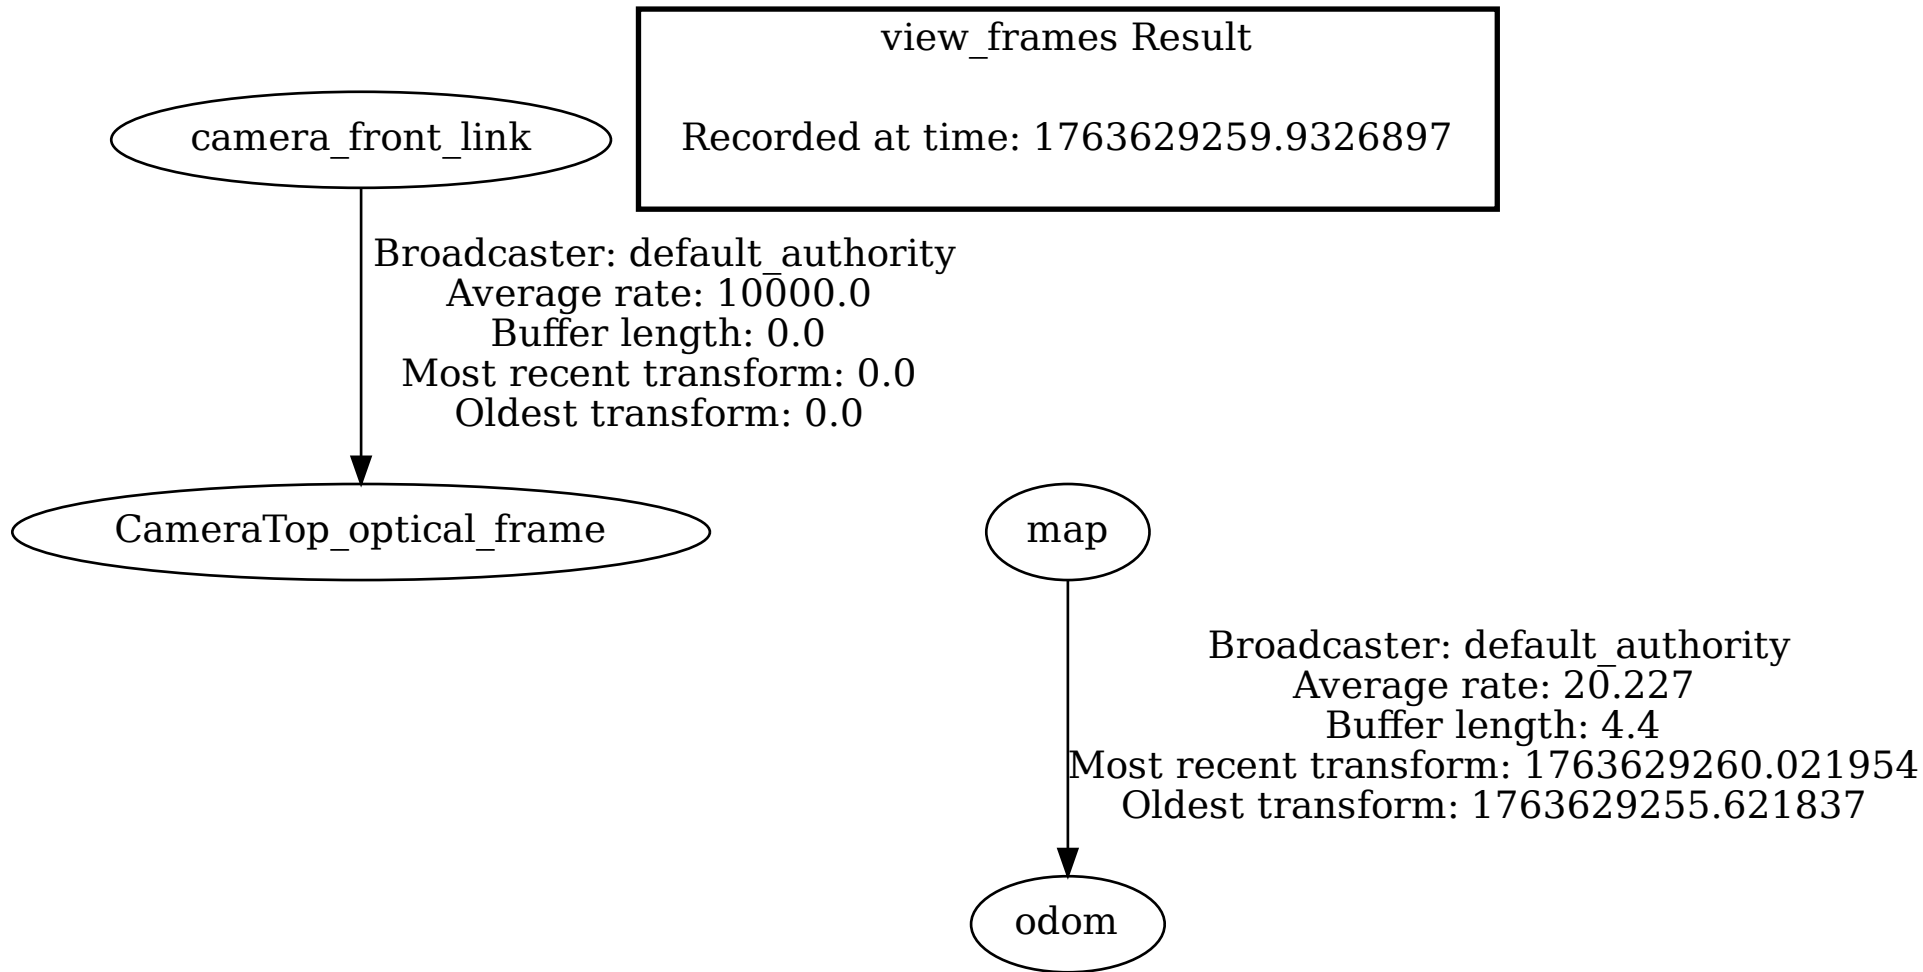 view_frames Result
Recorded at time: 1763629259.9326897
camera_front_link
Broadcaster: default_authority
Average rate: 10000.0
Buffer length: 0.0
Most recent transform: 0.0
Oldest transform: 0.0
CameraTop_optical_frame
map
Broadcaster: default_authority
Average rate: 20.227
Buffer length: 4.4
Most recent transform: 1763629260.021954
Oldest transform: 1763629255.621837
odom